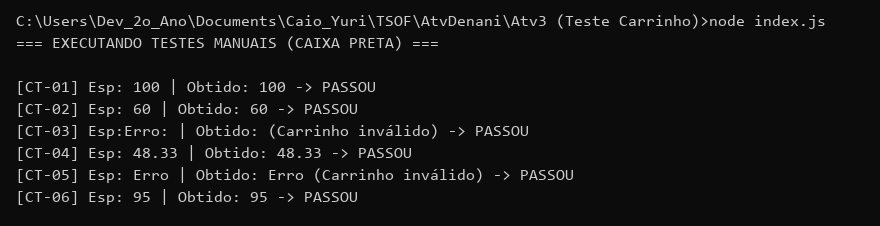 C:\Users\Dev_2o_Ano\Documents\Caio_Yuri\TSOF\AtvDenani\Atv3 (Teste Carrinho)>node index.js
=== EXECUTANDO TESTES MANUAIS (CAIXA PRETA) ===
[CT-01] Esp: 100 | Obtido: 100 -> PASSOU
[CT-02] Esp: 60 | Obtido: 60 -> PASSOU
[CT-03] Esp:Erro: | Obtido: (Carrinho inválido) -> PASSOU
[CT-04] Esp: 48.33 | Obtido: 48.33 -> PASSOU
[CT-05] Esp: Erro | Obtido: Erro (Carrinho inválido) -> PASSOU
[CT-06] Esp: 95 | Obtido: 95 -> PASSOU